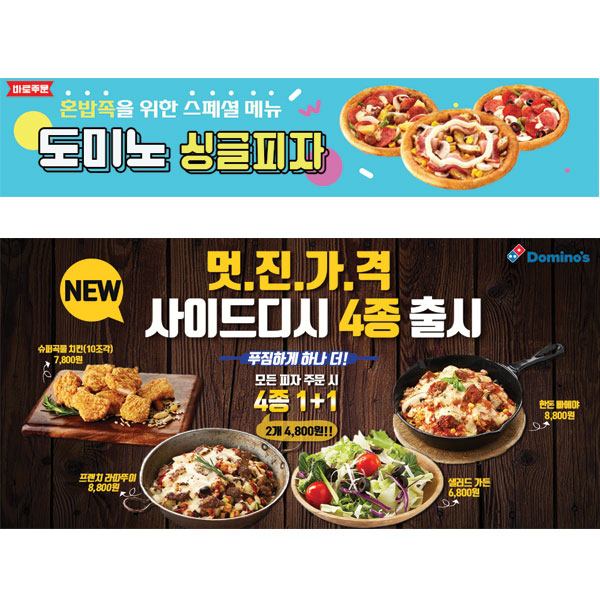 바로주문
혼밥족을 위한 스페셜 메뉴
도미노 싱글피자
NEW
멋.진.가.격
Domino's
사이드디시 4종 출시
푸짐하게 하나 더!
모든 피자 주문 시
4종 1+1
2개 4,800원!!
슈퍼곡물 치킨(10조각)
7,800원
한돈 빠에야
8,800원
프렌치 라따뚜이
8,800원
샐러드 가든
6,800원